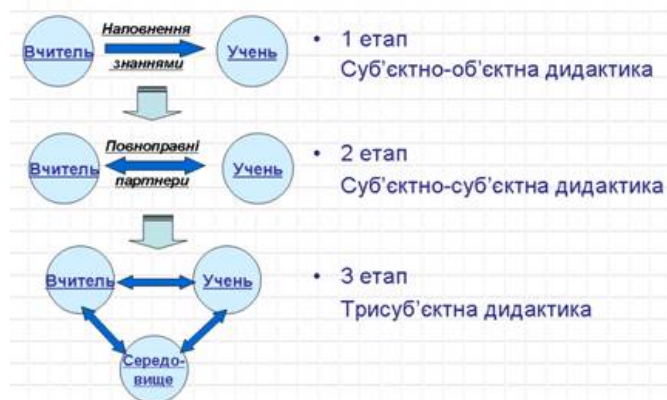 Наповнення
Вчитель
Учень
знаннями
• 1 етап
Суб’єктно-об’єктна дидактика
Повноправні
Вчитель
Учень
партнери
• 2 етап
Суб’єктно-суб’єктна дидактика
Вчитель
Учень
• 3 етап
Трисуб’єктна дидактика
Середо-
вище